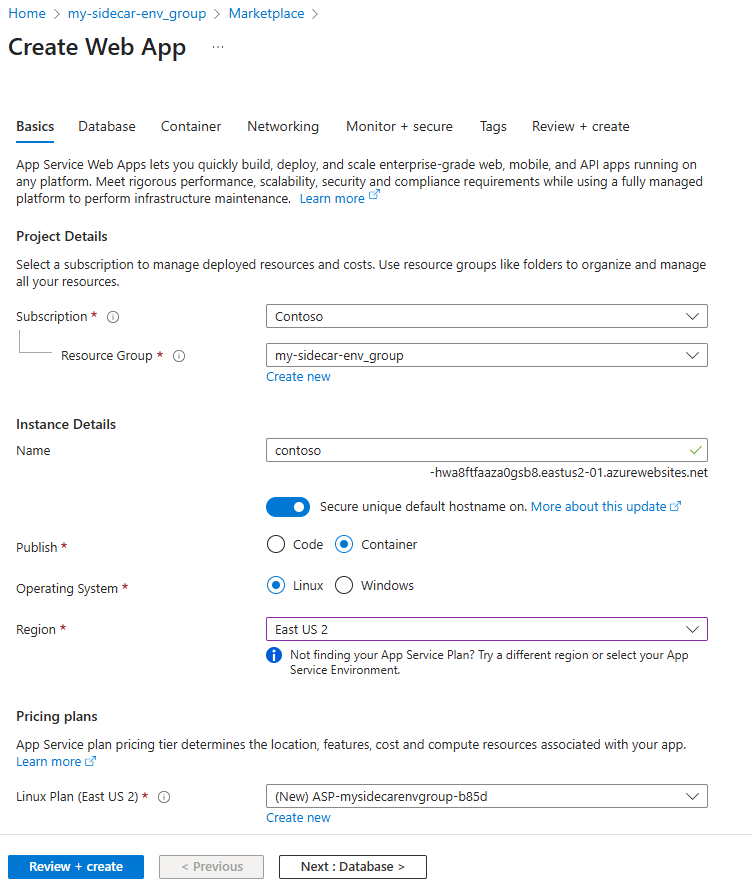 Home > my-sidecar-env_group > Marketplace >
Create Web App ...
Basics Database Container Networking Monitor + secure Tags Review + create
App Service Web Apps lets you quickly build, deploy, and scale enterprise-grade web, mobile, and API apps running on
any platform. Meet rigorous performance, scalability, security and compliance requirements while using a fully managed
platform to perform infrastructure maintenance. Learn more
Project Details
Select a subscription to manage deployed resources and costs. Use resource groups like folders to organize and manage
all your resources.
Subscription *
Contoso
Resource Group *
my-sidecar-env_group
Create new
Instance Details
Name
contoso
-hwa8ftfaaza0gsb8.eastus2-01.azurewebsites.net
Secure unique default hostname on. More about this update
Publish *
Code Container
Operating System *
Linux Windows
Region *
East US 2
Not finding your App Service Plan? Try a different region or select your App
Service Environment.
Pricing plans
App Service plan pricing tier determines the location, features, cost and compute resources associated with your app.
Learn more
Linux Plan (East US 2) *
(New) ASP-mysidecarenvgroup-b85d
Create new
Review + create
< Previous
Next : Database >